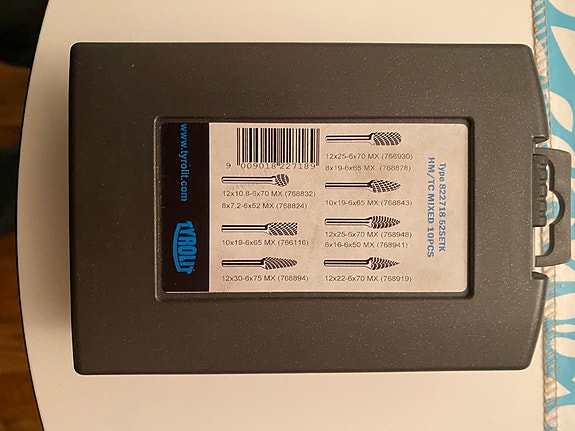 Type 822718 52SETK
HM/TC MIXED 10PCS
9 009018 227189
12x10,8-6x70 MX (768832)
8x7,2-6x52 MX (768824)
10x19-6x65 MX (766116)
12x30-6x75 MX (768894)
12x25-6x70 MX (766930)
8x19-6x65 MX (768878)
10x19-6x65 MX (768843)
12x25-6x70 MX (768948)
6x16-6x50 MX (768941)
12x22-6x70 MX (768919)
www.tyrolit.com
TYROLIT